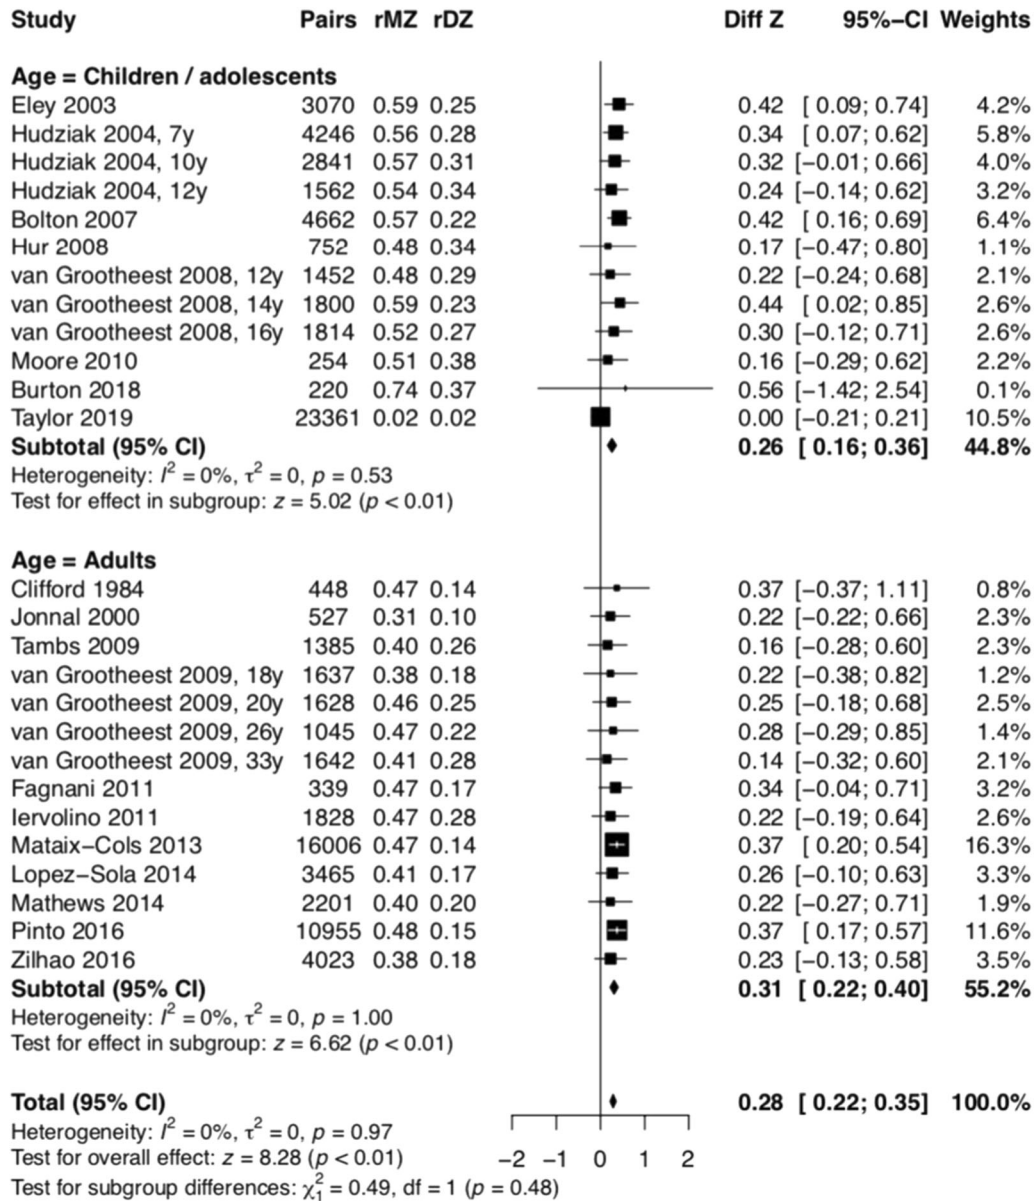 Study Pairs rMZ rDZ Diff Z 95%−CI Weights
Age = Children / adolescents
Eley 2003 3070 0.59 0.25 0.42 [ 0.09; 0.74] 4.2%
Hudziak 2004, 7y 4246 0.56 0.28 0.34 [ 0.07; 0.62] 5.8%
Hudziak 2004, 10y 2841 0.57 0.31 0.32 [−0.01; 0.66] 4.0%
Hudziak 2004, 12y 1562 0.54 0.34 0.24 [−0.14; 0.62] 3.2%
Bolton 2007 4662 0.57 0.22 0.42 [ 0.16; 0.69] 6.4%
Hur 2008 752 0.48 0.34 0.17 [−0.47; 0.80] 1.1%
van Grootheest 2008, 12y 1452 0.48 0.29 0.22 [−0.24; 0.68] 2.1%
van Grootheest 2008, 14y 1800 0.59 0.23 0.44 [ 0.02; 0.85] 2.6%
van Grootheest 2008, 16y 1814 0.52 0.27 0.30 [−0.12; 0.71] 2.6%
Moore 2010 254 0.51 0.38 0.16 [−0.29; 0.62] 2.2%
Burton 2018 220 0.74 0.37 0.56 [−1.42; 2.54] 0.1%
Taylor 2019 23361 0.02 0.02 0.00 [−0.21; 0.21] 10.5%
Subtotal (95% CI) 0.26 [ 0.16; 0.36] 44.8%
Heterogeneity: I² = 0%, τ² = 0, p = 0.53
Test for effect in subgroup: z = 5.02 (p < 0.01)
Age = Adults
Clifford 1984 448 0.47 0.14 0.37 [−0.37; 1.11] 0.8%
Jonnal 2000 527 0.31 0.10 0.22 [−0.22; 0.66] 2.3%
Tambs 2009 1385 0.40 0.26 0.16 [−0.28; 0.60] 2.3%
van Grootheest 2009, 18y 1637 0.38 0.18 0.22 [−0.38; 0.82] 1.2%
van Grootheest 2009, 20y 1628 0.46 0.25 0.25 [−0.18; 0.68] 2.5%
van Grootheest 2009, 26y 1045 0.47 0.22 0.28 [−0.29; 0.85] 1.4%
van Grootheest 2009, 33y 1642 0.41 0.28 0.14 [−0.32; 0.60] 2.1%
Fagnani 2011 339 0.47 0.17 0.34 [−0.04; 0.71] 3.2%
Iervolino 2011 1828 0.47 0.28 0.22 [−0.19; 0.64] 2.6%
Mataix−Cols 2013 16006 0.47 0.14 0.37 [ 0.20; 0.54] 16.3%
Lopez−Sola 2014 3465 0.41 0.17 0.26 [−0.10; 0.63] 3.3%
Mathews 2014 2201 0.40 0.20 0.22 [−0.27; 0.71] 1.9%
Pinto 2016 10955 0.48 0.15 0.37 [ 0.17; 0.57] 11.6%
Zilhao 2016 4023 0.38 0.18 0.23 [−0.13; 0.58] 3.5%
Subtotal (95% CI) 0.31 [ 0.22; 0.40] 55.2%
Heterogeneity: I² = 0%, τ² = 0, p = 1.00
Test for effect in subgroup: z = 6.62 (p < 0.01)
Total (95% CI) 0.28 [ 0.22; 0.35] 100.0%
Heterogeneity: I² = 0%, τ² = 0, p = 0.97
Test for overall effect: z = 8.28 (p < 0.01) −2 −1 0 1 2
Test for subgroup differences: χ²₁ = 0.49, df = 1 (p = 0.48)